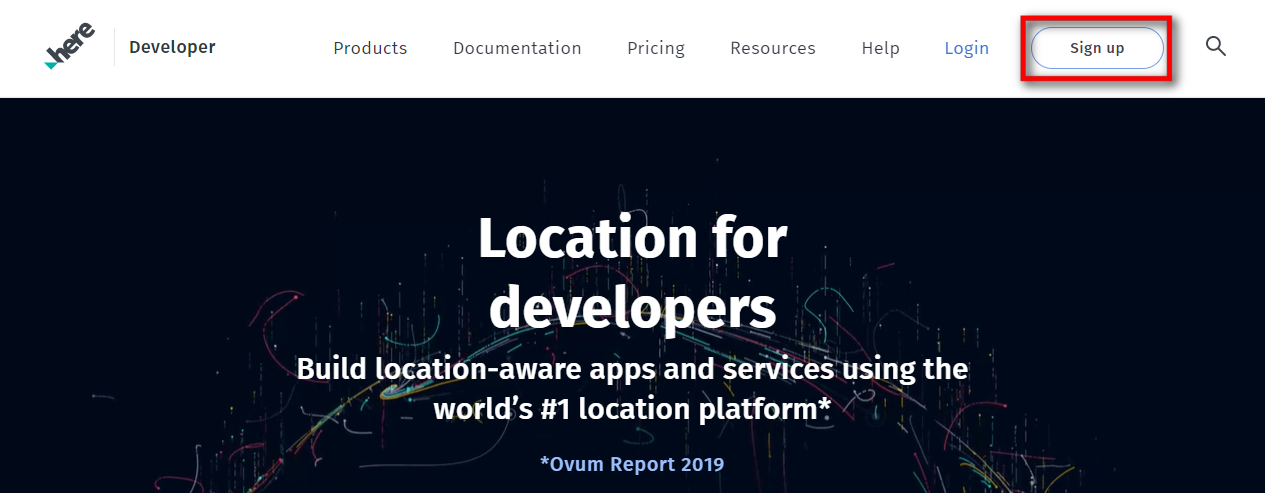 here Developer Products Documentation Pricing Resources Help Login Sign up
Location for
developers
Build location-aware apps and services using the
world’s #1 location platform*
*Ovum Report 2019